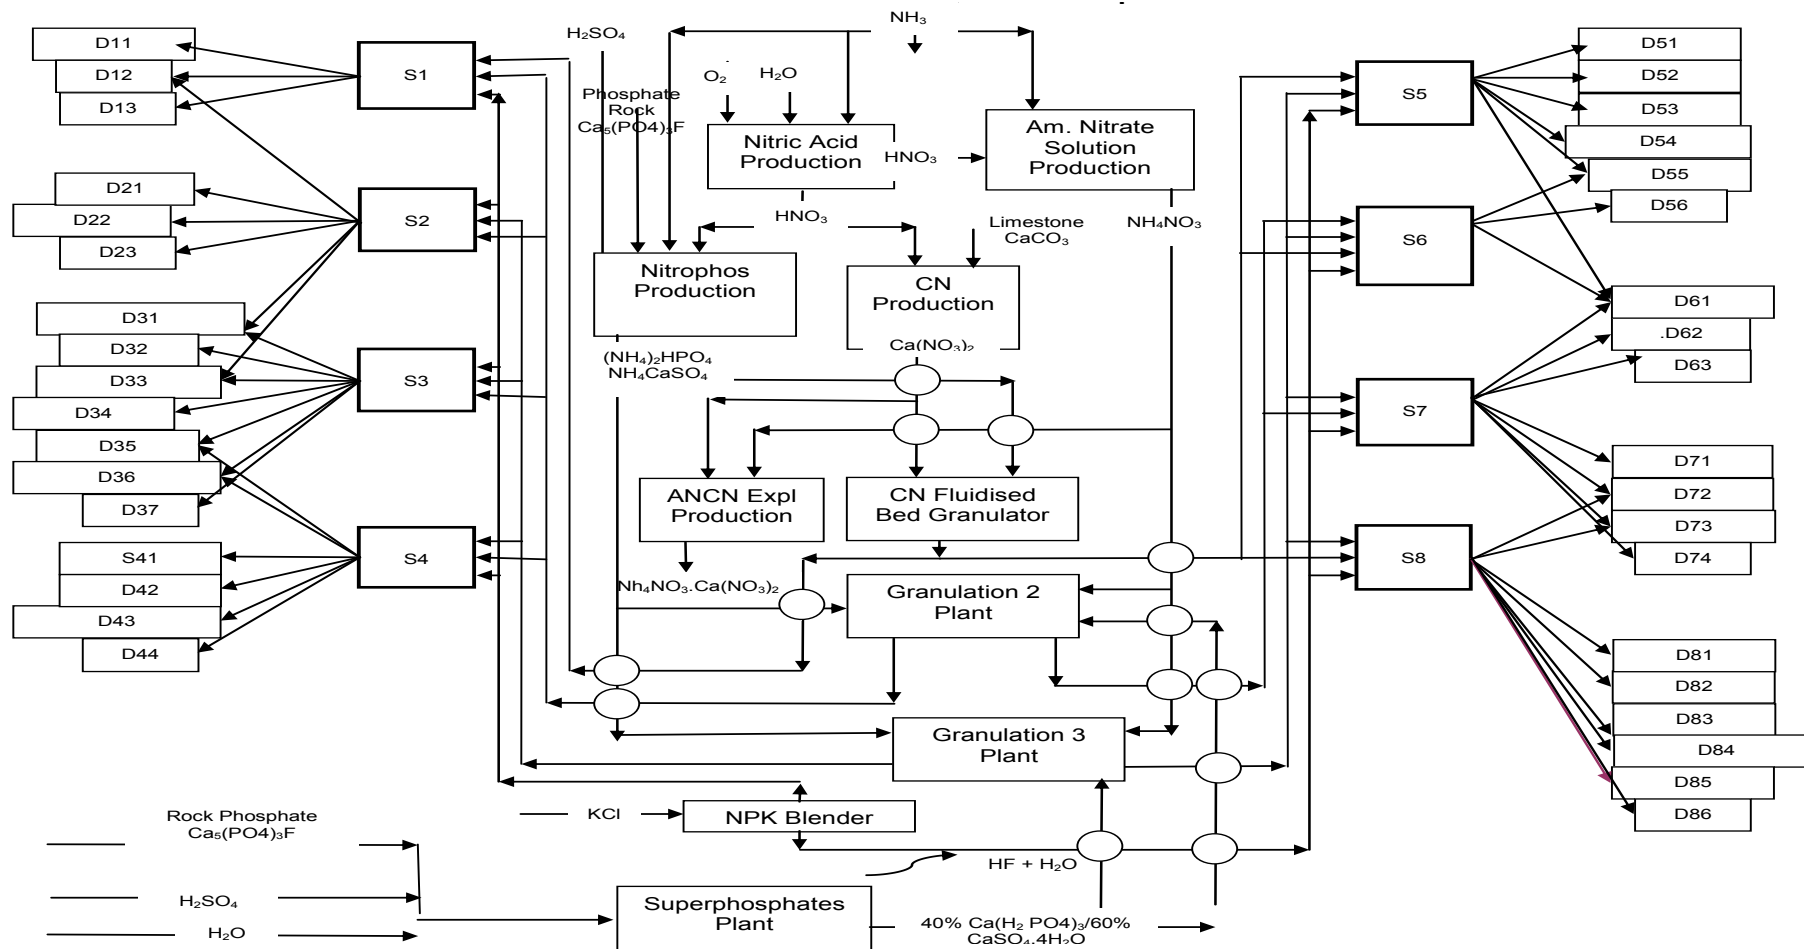 NH₃
H₂SO₄
O₂
H₂O
Phosphate
Rock
Ca₅(PO4)₃F
Nitric Acid
Production
HNO₃
Am. Nitrate
Solution
Production
HNO₃
Limestone
CaCO₃
NH₄NO₃
Nitrophos
Production
CN
Production
Ca(NO₃)₂
(NH₄)₂HPO₄
NH₄CaSO₄
ANCN Expl
Production
CN Fluidised
Bed Granulator
Nh₄NO₃.Ca(NO₃)₂
Granulation 2
Plant
Granulation 3
Plant
KCl
NPK Blender
HF + H₂O
Rock Phosphate
Ca₅(PO4)₃F
H₂SO₄
H₂O
Superphosphates
Plant
40% Ca(H₂ PO4)₃/60%
CaSO₄.4H₂O
D11
D12
D13
S1
D21
D22
D23
S2
D31
D32
D33
D34
D35
D36
D37
S3
S41
D42
D43
D44
S4
S5
D51
D52
D53
D54
D55
D56
S6
D61
.D62
D63
S7
D71
D72
D73
D74
S8
D81
D82
D83
D84
D85
D86